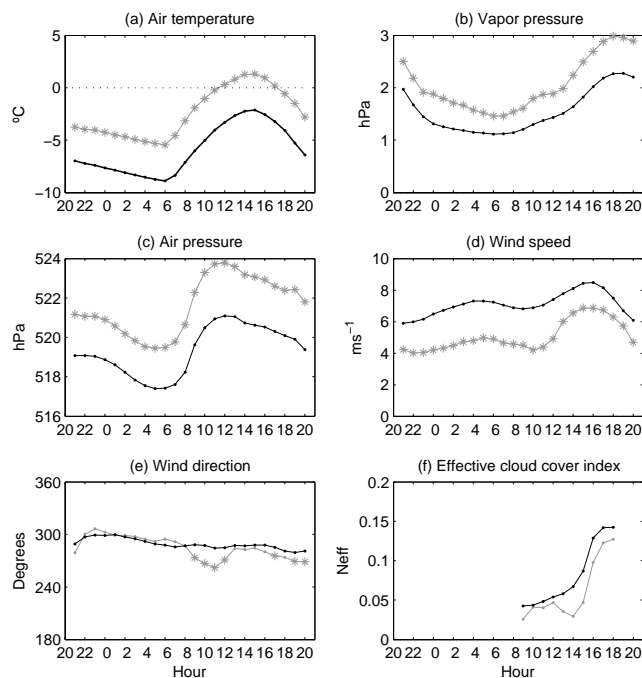 (a) Air temperature
5
0
−5
−10
ºC
20 22 0 2 4 6 8 10 12 14 16 18 20
(b) Vapor pressure
3
2
1
0
hPa
20 22 0 2 4 6 8 10 12 14 16 18 20
(c) Air pressure
524
522
520
518
516
hPa
20 22 0 2 4 6 8 10 12 14 16 18 20
(d) Wind speed
10
8
6
4
2
0
ms−1
20 22 0 2 4 6 8 10 12 14 16 18 20
(e) Wind direction
360
300
240
180
Degrees
20 22 0 2 4 6 8 10 12 14 16 18 20
Hour
(f) Effective cloud cover index
0.2
0.15
0.1
0.05
0
Neff
20 22 0 2 4 6 8 10 12 14 16 18 20
Hour